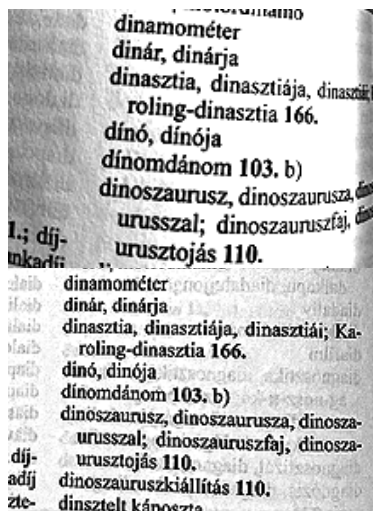 dinamométer
dinár, dinárja
dinasztia, dinasztiája, dinasztiái;
roling-dinasztia 166.
dínó, dínója
dínomdánom 103. b)
dinoszaurusz, dinoszaurusza,
1.; díj-
urusszal; dinoszauruszfaj,
nkadíj
urusztojás 110.
dinamométer
dinár, dinárja
dinasztia, dinasztiája, dinasztiái; Ka-
roling-dinasztia 166.
dínó, dínója
dínomdánom 103. b)
dinoszaurusz, dinoszaurusza, dinosza-
urusszal; dinoszauruszfaj, dinosza-
díj-
urusztojás 110.
adíj
dinoszauruszkiállítás 110.
zte-
dinsztelt káposzta